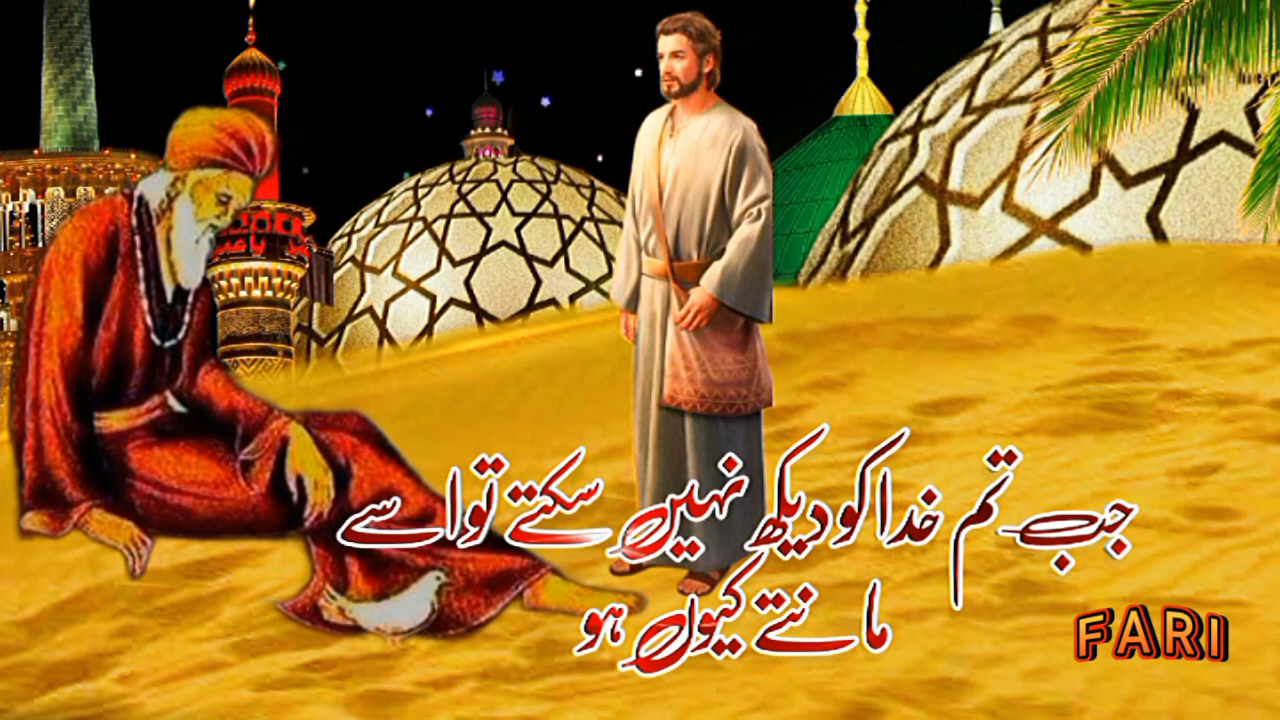 جب تم خدا کو دیکھ نہیں سکتے تو اسے
مانتے کیوں ہو
FARI